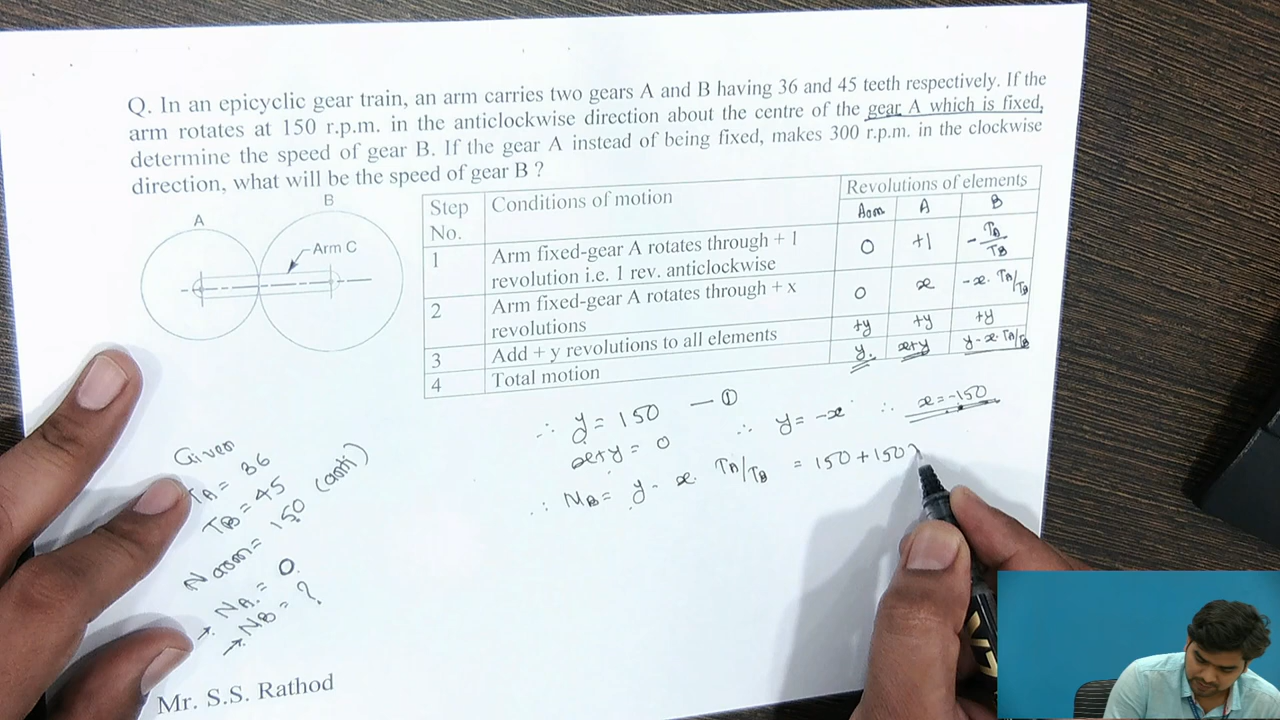 Q. In an epicyclic gear train, an arm carries two gears A and B having 36 and 45 teeth respectively. If the
arm rotates at 150 r.p.m. in the anticlockwise direction about the centre of the gear A which is fixed,
determine the speed of gear B. If the gear A instead of being fixed, makes 300 r.p.m. in the clockwise
direction, what will be the speed of gear B ?
A
B
Arm C
Step No. Conditions of motion Revolutions of elements
Arm A B
1 Arm fixed-gear A rotates through + 1 revolution i.e. 1 rev. anticlockwise 0 +1 - TA/TB
2 Arm fixed-gear A rotates through + x revolutions 0 x -x. TA/TB
3 Add + y revolutions to all elements +y +y +y
4 Total motion y. x+y y-x.TA/TB
∴ y = 150 — ①
x+y = 0 ∴ y = -x ∴ x = -150
∴ NB = y - x. TA/TB = 150 + 150 x
Given
TA = 36
TB = 45
Narm = 150 (anti)
→ NA = 0.
→ NB = ?
Mr. S.S. Rathod